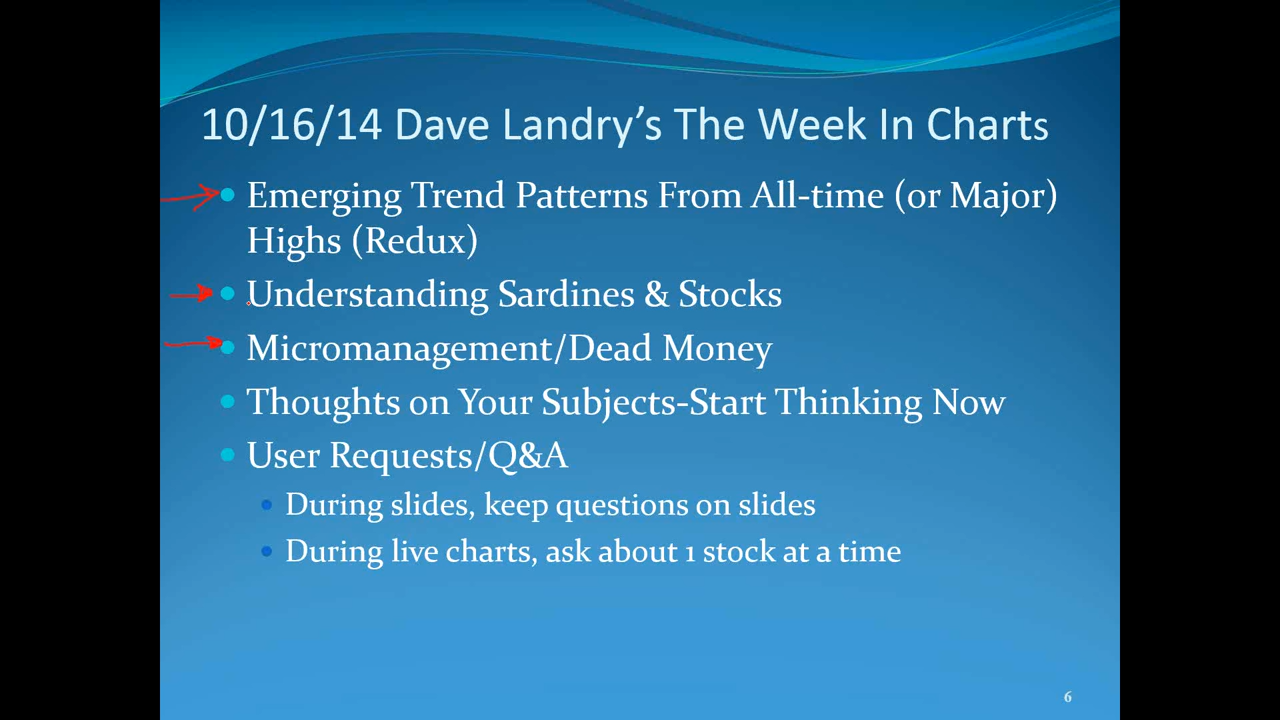 10/16/14 Dave Landry’s The Week In Charts
Emerging Trend Patterns From All-time (or Major)
Highs (Redux)
Understanding Sardines & Stocks
Micromanagement/Dead Money
Thoughts on Your Subjects-Start Thinking Now
User Requests/Q&A
During slides, keep questions on slides
During live charts, ask about 1 stock at a time
6